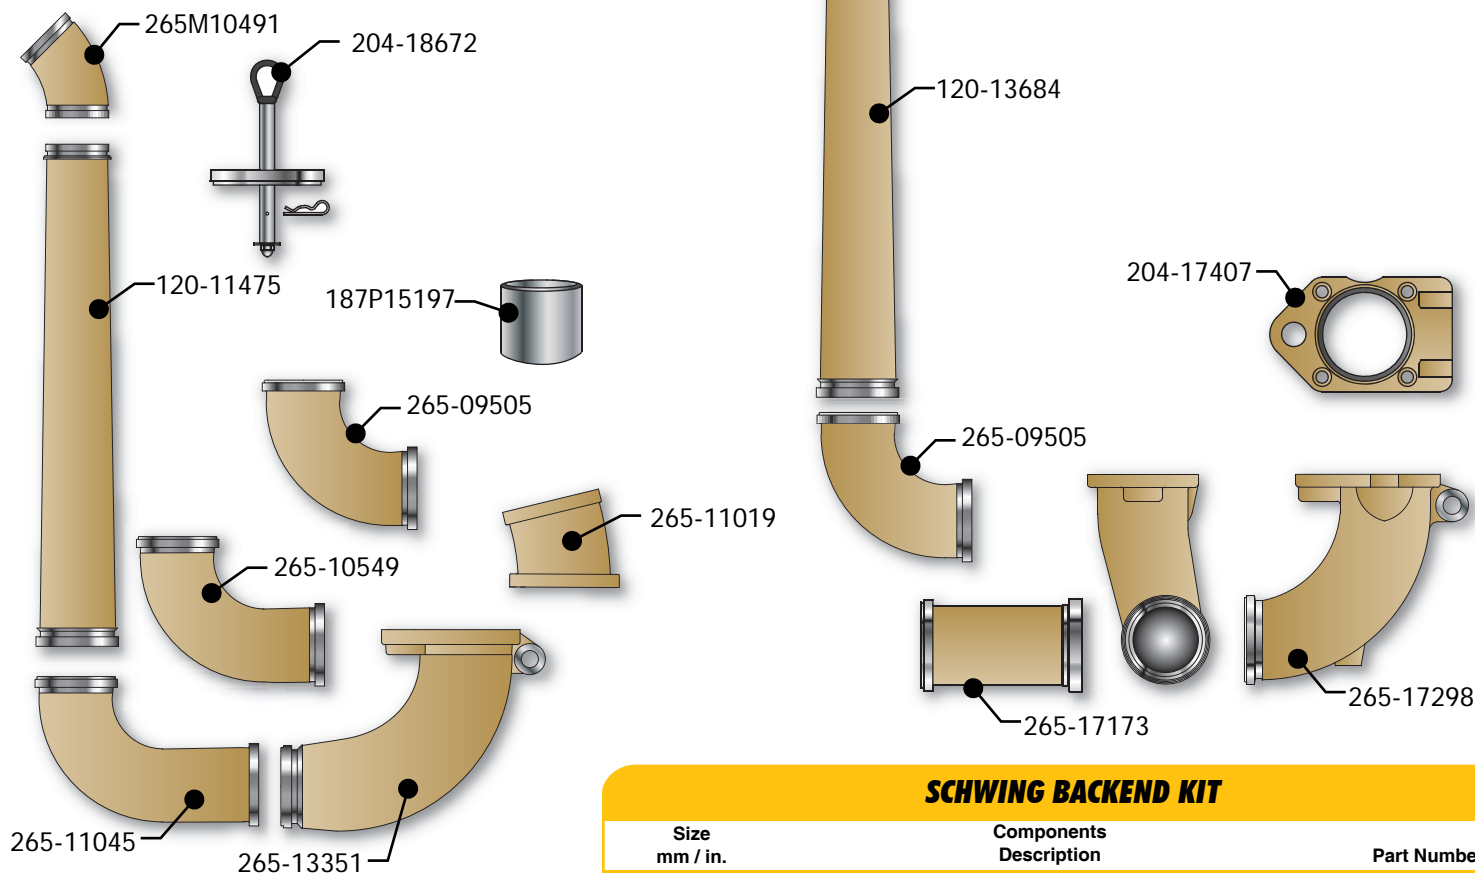 265M10491
204-18672
120-13684
120-11475
187P15197
204-17407
265-09505
265-09505
265-11019
265-10549
265-17298
265-17173
265-11045
265-13351
SCHWING BACKEND KIT
Size
mm / in.
Components
Description
Part Numbe